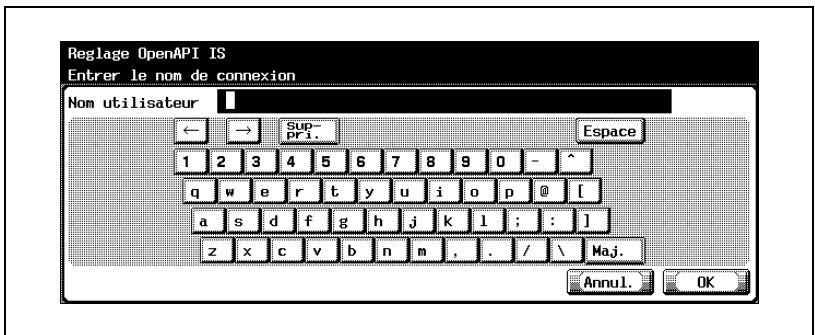 Reglage OpenAPI IS
Entrer le nom de connexion
Nom utilisateur
← → Sup-
pri. Espace
1 2 3 4 5 6 7 8 9 0 - ^
q w e r t y u i o p @ [
a s d f g h j k l ; : ]
z x c v b n m , . / \ Maj.
Annul. OK